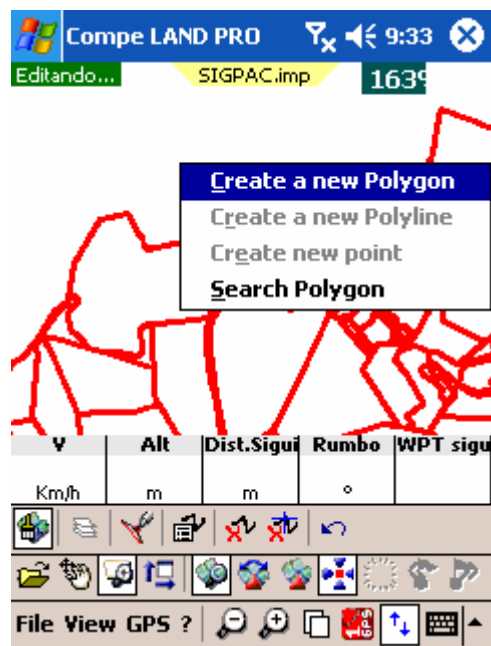 Compe LAND PRO 9:33
Editando... SIGPAC.imp 163%
Create a new Polygon
Create a new Polyline
Create new point
Search Polygon
V Alt Dist.Sigui Rumbo WPT sigu
Km/h m m °
File View GPS ? GPS